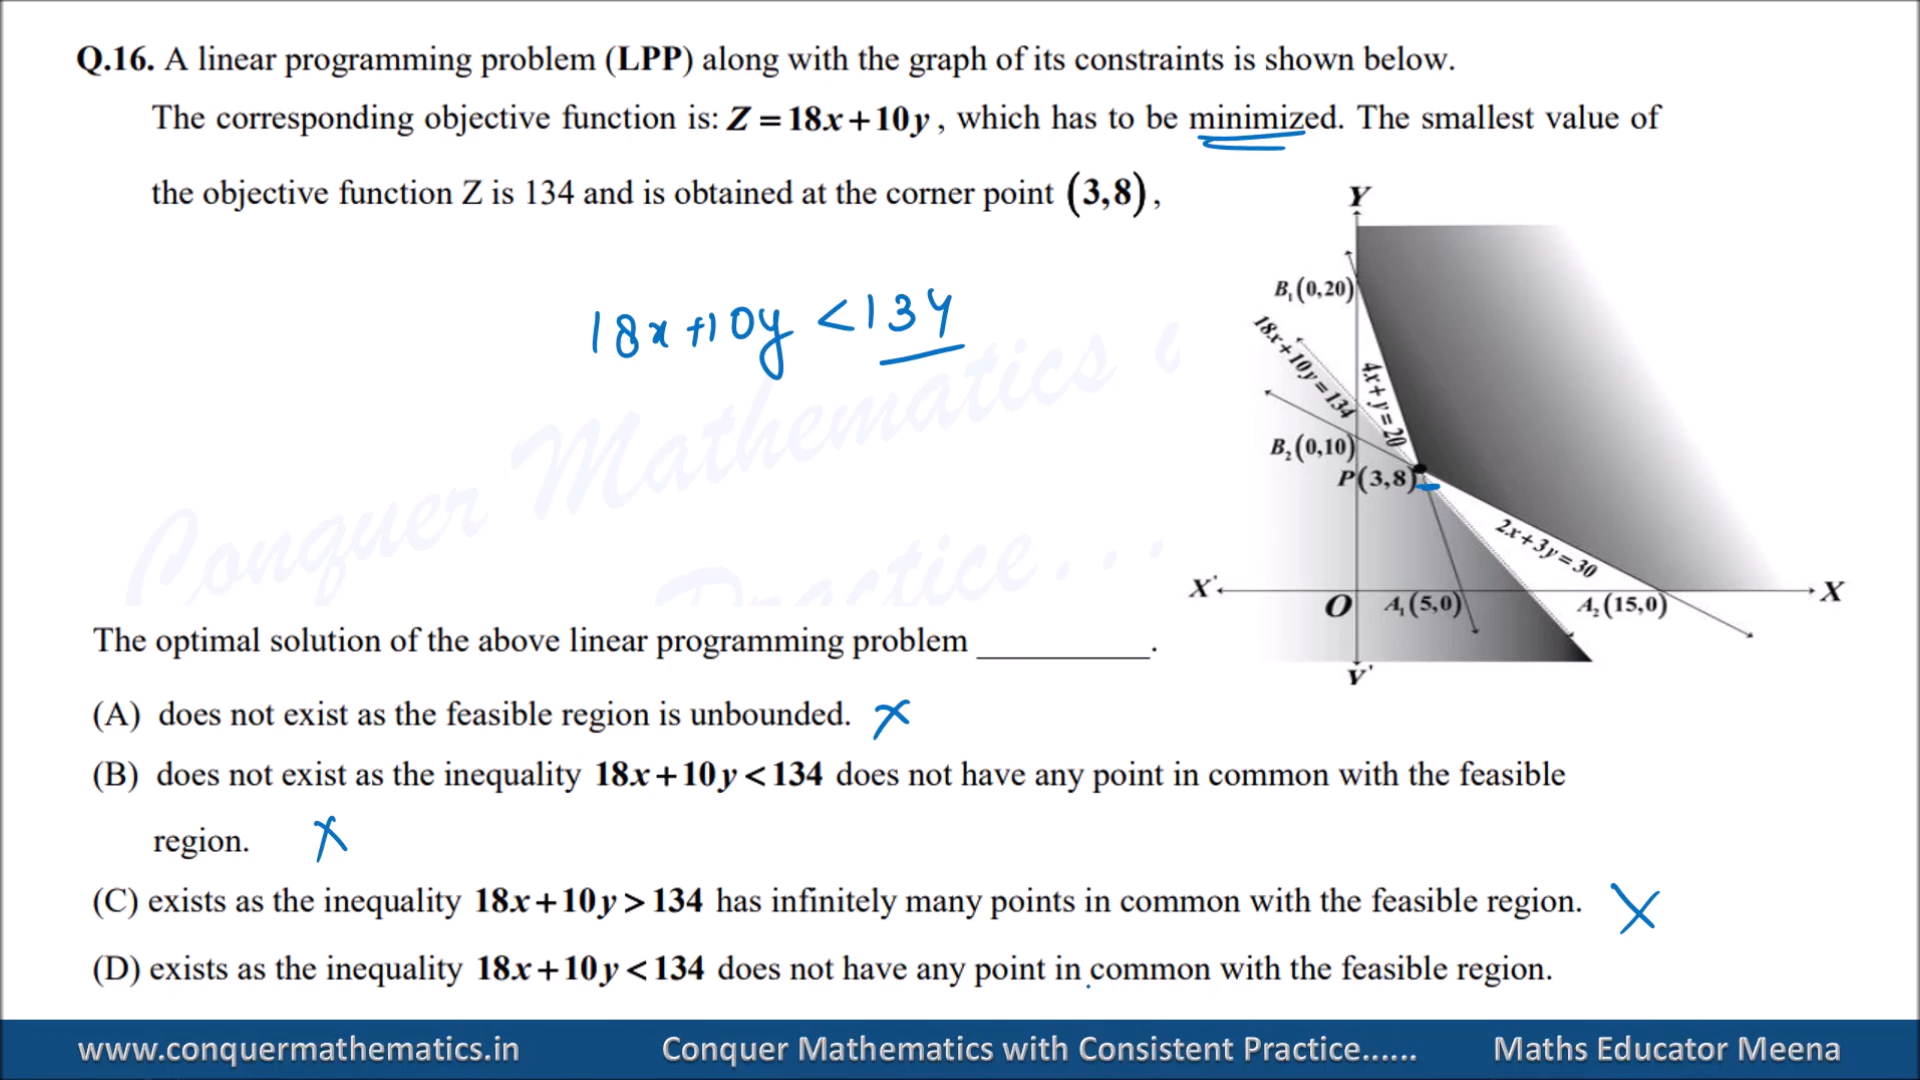 Q.16. A linear programming problem (LPP) along with the graph of its constraints is shown below.
The corresponding objective function is: Z = 18x + 10y, which has to be minimized. The smallest value of
the objective function Z is 134 and is obtained at the corner point (3,8),
18x+10y < 134
Conquer Mathematics
Practice...
Y
B₁(0,20)
18x+10y=134
4x+y=20
B₂(0,10)
P(3,8)
2x+3y=30
X'
O
A₁(5,0)
A₂(15,0)
X
Y'
The optimal solution of the above linear programming problem __________.
(A) does not exist as the feasible region is unbounded. X
(B) does not exist as the inequality 18x+10y<134 does not have any point in common with the feasible
region. X
(C) exists as the inequality 18x+10y>134 has infinitely many points in common with the feasible region. X
(D) exists as the inequality 18x+10y<134 does not have any point in common with the feasible region.
www.conquermathematics.in Conquer Mathematics with Consistent Practice...... Maths Educator Meena